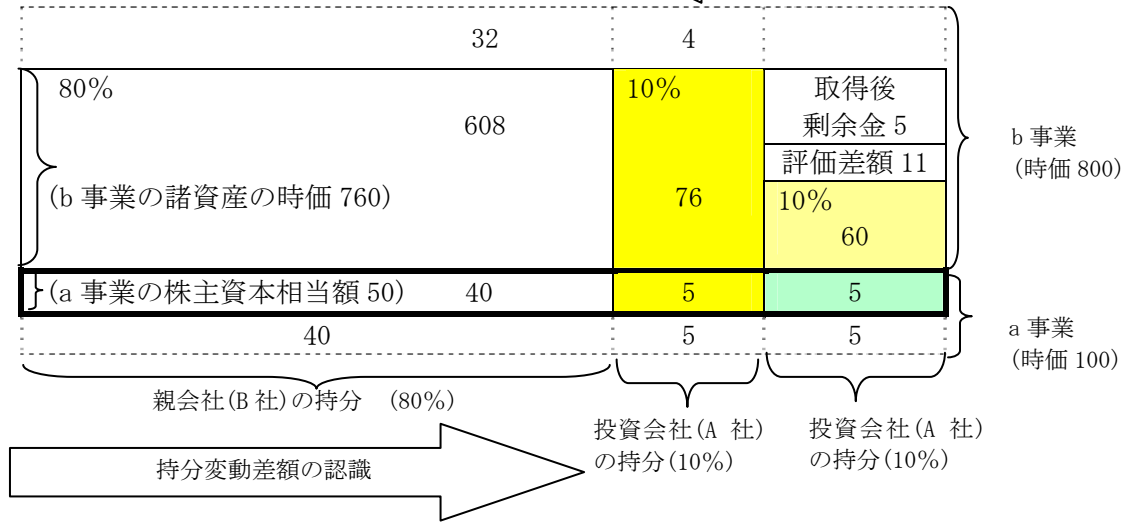 32
4
80%
608
(b 事業の諸資産の時価 760)
10%
76
取得後
剰余金 5
評価差額 11
10%
60
b 事業
(時価 800)
(a 事業の株主資本相当額 50)
40
5
5
40
5
5
a 事業
(時価 100)
親会社(B 社)の持分 (80%)
投資会社(A 社)
の持分(10%)
投資会社(A 社)
の持分(10%)
持分変動差額の認識